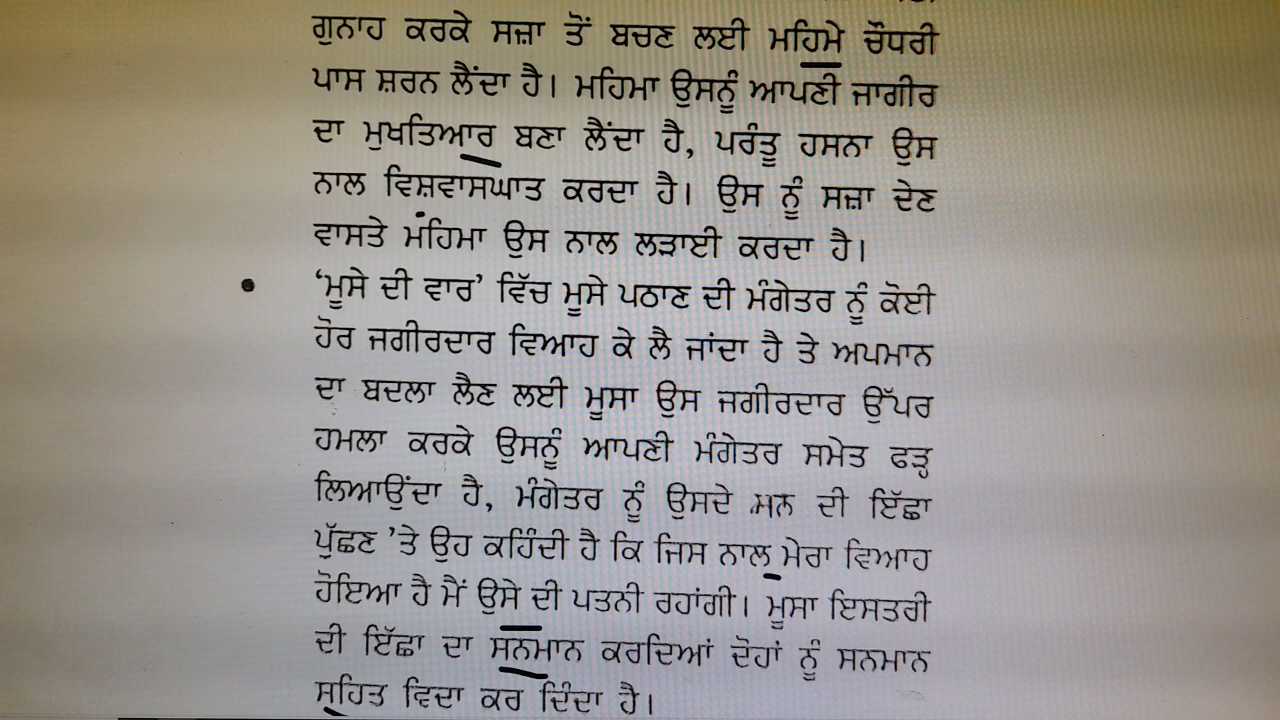 ਗੁਨਾਹ ਕਰਕੇ ਸਜ਼ਾ ਤੋਂ ਬਚਣ ਲਈ ਮਹਿਮੇ ਚੌਧਰੀ
ਪਾਸ ਸ਼ਰਨ ਲੈਂਦਾ ਹੈ। ਮਹਿਮਾ ਉਸਨੂੰ ਆਪਣੀ ਜਾਗੀਰ
ਦਾ ਮੁਖਤਿਆਰ ਬਣਾ ਲੈਂਦਾ ਹੈ, ਪਰੰਤੂ ਹਸਨਾ ਉਸ
ਨਾਲ ਵਿਸ਼ਵਾਸਘਾਤ ਕਰਦਾ ਹੈ। ਉਸ ਨੂੰ ਸਜ਼ਾ ਦੇਣ
ਵਾਸਤੇ ਮਹਿਮਾ ਉਸ ਨਾਲ ਲੜਾਈ ਕਰਦਾ ਹੈ।
• ‘ਮੂਸੇ ਦੀ ਵਾਰ’ ਵਿੱਚ ਮੂਸੇ ਪਠਾਣ ਦੀ ਮੰਗੇਤਰ ਨੂੰ ਕੋਈ
ਹੋਰ ਜਗੀਰਦਾਰ ਵਿਆਹ ਕੇ ਲੈ ਜਾਂਦਾ ਹੈ ਤੇ ਅਪਮਾਨ
ਦਾ ਬਦਲਾ ਲੈਣ ਲਈ ਮੂਸਾ ਉਸ ਜਗੀਰਦਾਰ ਉੱਪਰ
ਹਮਲਾ ਕਰਕੇ ਉਸਨੂੰ ਆਪਣੀ ਮੰਗੇਤਰ ਸਮੇਤ ਫੜ੍ਹ
ਲਿਆਉਂਦਾ ਹੈ, ਮੰਗੇਤਰ ਨੂੰ ਉਸਦੇ ਮਨ ਦੀ ਇੱਛਾ
ਪੁੱਛਣ ’ਤੇ ਉਹ ਕਹਿੰਦੀ ਹੈ ਕਿ ਜਿਸ ਨਾਲ ਮੇਰਾ ਵਿਆਹ
ਹੋਇਆ ਹੈ ਮੈਂ ਉਸੇ ਦੀ ਪਤਨੀ ਰਹਾਂਗੀ। ਮੂਸਾ ਇਸਤਰੀ
ਦੀ ਇੱਛਾ ਦਾ ਸਨਮਾਨ ਕਰਦਿਆਂ ਦੋਹਾਂ ਨੂੰ ਸਨਮਾਨ
ਸਹਿਤ ਵਿਦਾ ਕਰ ਦਿੰਦਾ ਹੈ।